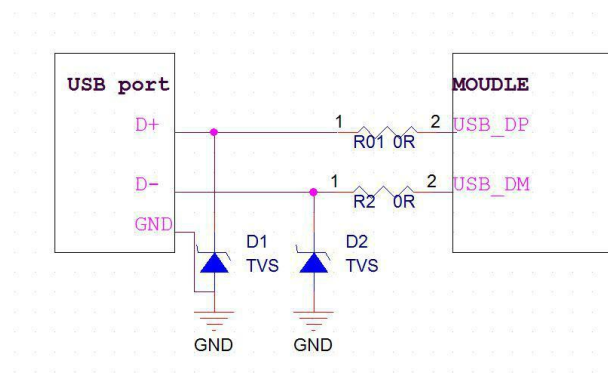 USB port
MOUDLE
D+
1
2
USB_DP
R01 0R
D-
1
2
USB_DM
R2 0R
GND
D1
TVS
D2
TVS
GND
GND